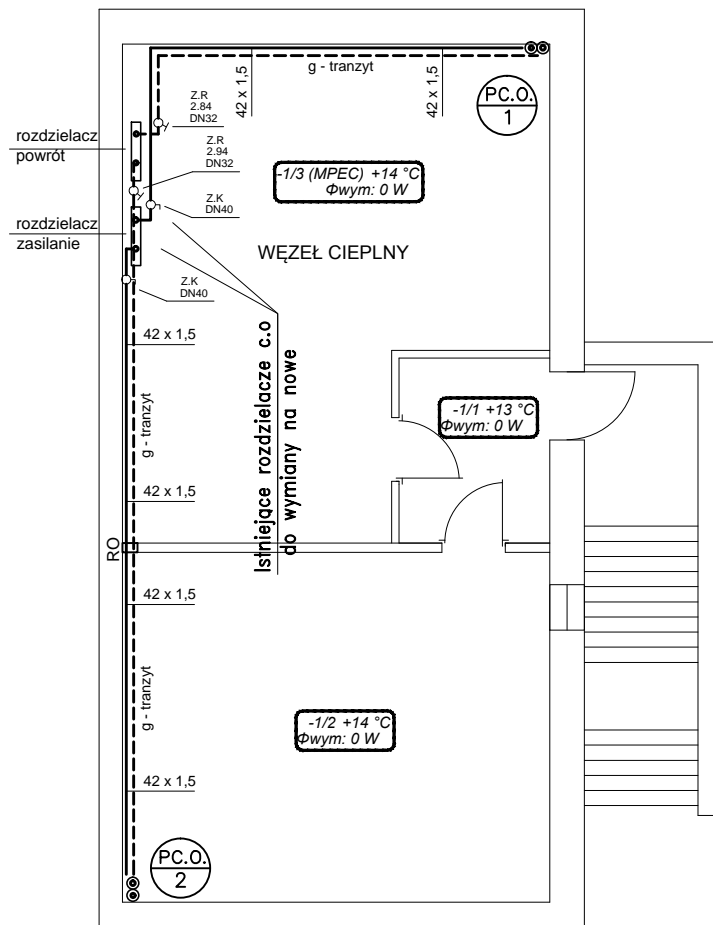 g - tranzyt
42 x 1,5
42 x 1,5
PC.O.
1
Z.R
2.84
DN32
Z.R
2.94
DN32
rozdzielacz
powrót
-1/3 (MPEC) +14 °C
Φwym: 0 W
Z.K
DN40
rozdzielacz
zasilanie
WĘZEŁ CIEPLNY
Z.K
DN40
42 x 1,5
Istniejące rozdzielacze c.o
do wymiany na nowe
-1/1 +13 °C
Φwym: 0 W
g - tranzyt
42 x 1,5
RO
42 x 1,5
g - tranzyt
-1/2 +14 °C
Φwym: 0 W
42 x 1,5
PC.O.
2